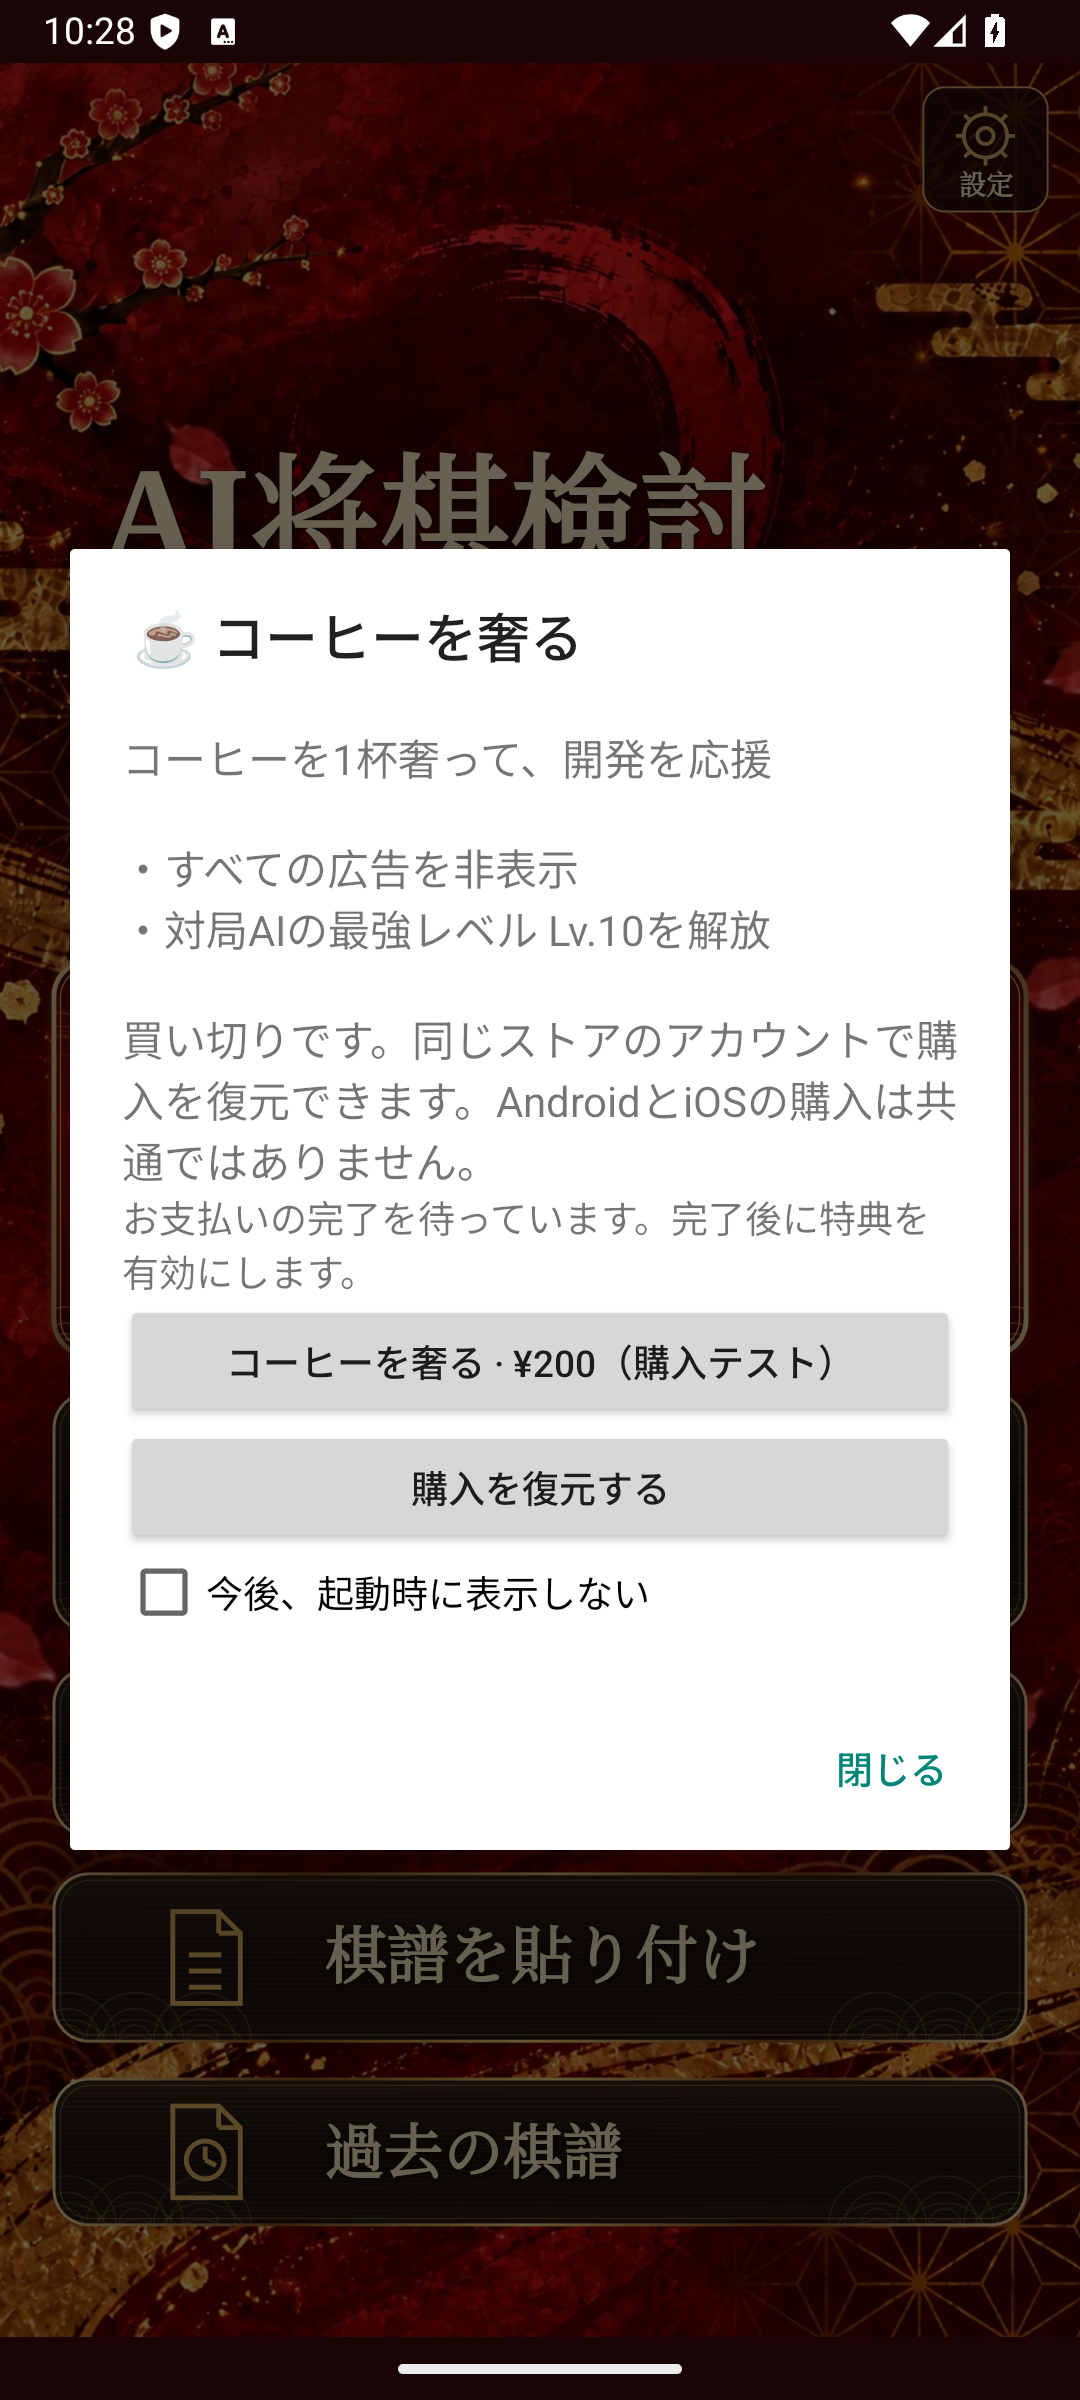 10:28
設定
AI将棋検討
☕ コーヒーを奢る
コーヒーを1杯奢って、開発を応援
・すべての広告を非表示
・対局AIの最強レベル Lv.10を解放
買い切りです。同じストアのアカウントで購
入を復元できます。AndroidとiOSの購入は共
通ではありません。
お支払いの完了を待っています。完了後に特典を
有効にします。
コーヒーを奢る · ¥200（購入テスト）
購入を復元する
今後、起動時に表示しない
閉じる
棋譜を貼り付け
過去の棋譜